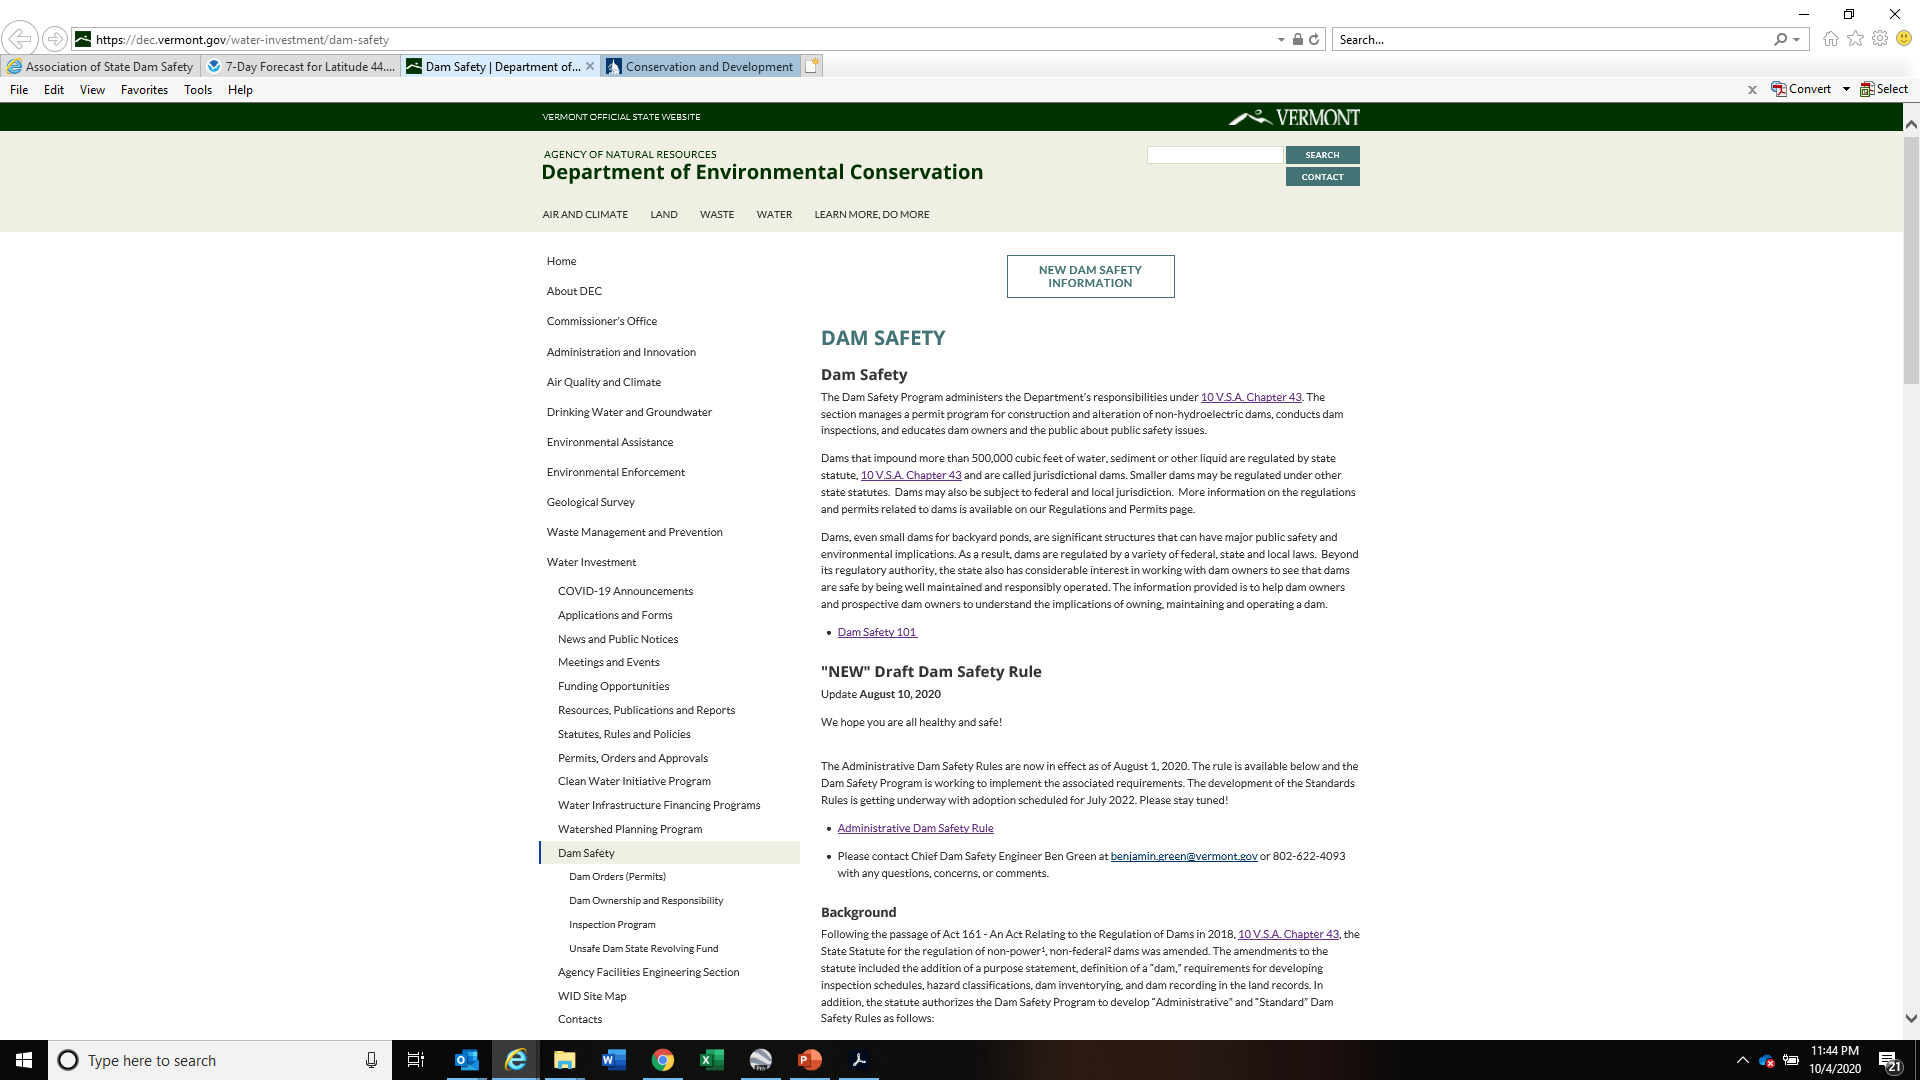 https://dec.vermont.gov/water-investment/dam-safety
Search...
Association of State Dam Safety
7-Day Forecast for Latitude 44....
Dam Safety | Department of...
Conservation and Development
File Edit View Favorites Tools Help
Convert Select
VERMONT OFFICIAL STATE WEBSITE
VERMONT
AGENCY OF NATURAL RESOURCES
Department of Environmental Conservation
SEARCH
CONTACT
AIR AND CLIMATE LAND WASTE WATER LEARN MORE, DO MORE
Home
About DEC
Commissioner's Office
Administration and Innovation
Air Quality and Climate
Drinking Water and Groundwater
Environmental Assistance
Environmental Enforcement
Geological Survey
Waste Management and Prevention
Water Investment
COVID-19 Announcements
Applications and Forms
News and Public Notices
Meetings and Events
Funding Opportunities
Resources, Publications and Reports
Statutes, Rules and Policies
Permits, Orders and Approvals
Clean Water Initiative Program
Water Infrastructure Financing Programs
Watershed Planning Program
Dam Safety
Dam Orders (Permits)
Dam Ownership and Responsibility
Inspection Program
Unsafe Dam State Revolving Fund
Agency Facilities Engineering Section
WID Site Map
Contacts
NEW DAM SAFETY
INFORMATION
DAM SAFETY
Dam Safety
The Dam Safety Program administers the Department's responsibilities under 10 V.S.A. Chapter 43. The
section manages a permit program for construction and alteration of non-hydroelectric dams, conducts dam
inspections, and educates dam owners and the public about public safety issues.
Dams that impound more than 500,000 cubic feet of water, sediment or other liquid are regulated by state
statute, 10 V.S.A. Chapter 43 and are called jurisdictional dams. Smaller dams may be regulated under other
state statutes. Dams may also be subject to federal and local jurisdiction. More information on the regulations
and permits related to dams is available on our Regulations and Permits page.
Dams, even small dams for backyard ponds, are significant structures that can have major public safety and
environmental implications. As a result, dams are regulated by a variety of federal, state and local laws. Beyond
its regulatory authority, the state also has considerable interest in working with dam owners to see that dams
are safe by being well maintained and responsibly operated. The information provided is to help dam owners
and prospective dam owners to understand the implications of owning, maintaining and operating a dam.
• Dam Safety 101
"NEW" Draft Dam Safety Rule
Update August 10, 2020
We hope you are all healthy and safe!
The Administrative Dam Safety Rules are now in effect as of August 1, 2020. The rule is available below and the
Dam Safety Program is working to implement the associated requirements. The development of the Standards
Rules is getting underway with adoption scheduled for July 2022. Please stay tuned!
• Administrative Dam Safety Rule
• Please contact Chief Dam Safety Engineer Ben Green at benjamin.green@vermont.gov or 802-622-4093
with any questions, concerns, or comments.
Background
Following the passage of Act 161 - An Act Relating to the Regulation of Dams in 2018, 10 V.S.A. Chapter 43, the
State Statute for the regulation of non-power¹, non-federal² dams was amended. The amendments to the
statute included the addition of a purpose statement, definition of a “dam,” requirements for developing
inspection schedules, hazard classifications, dam inventorying, and dam recording in the land records. In
addition, the statute authorizes the Dam Safety Program to develop “Administrative” and “Standard” Dam
Safety Rules as follows:
Type here to search
11:44 PM
10/4/2020
21